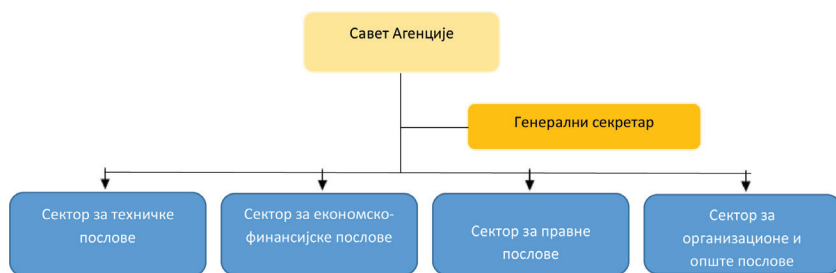 Савет Агенције
Генерални секретар
Сектор за техничке
послове
Сектор за економско-
финансијске послове
Сектор за правне
послове
Сектор за
организационе и
опште послове